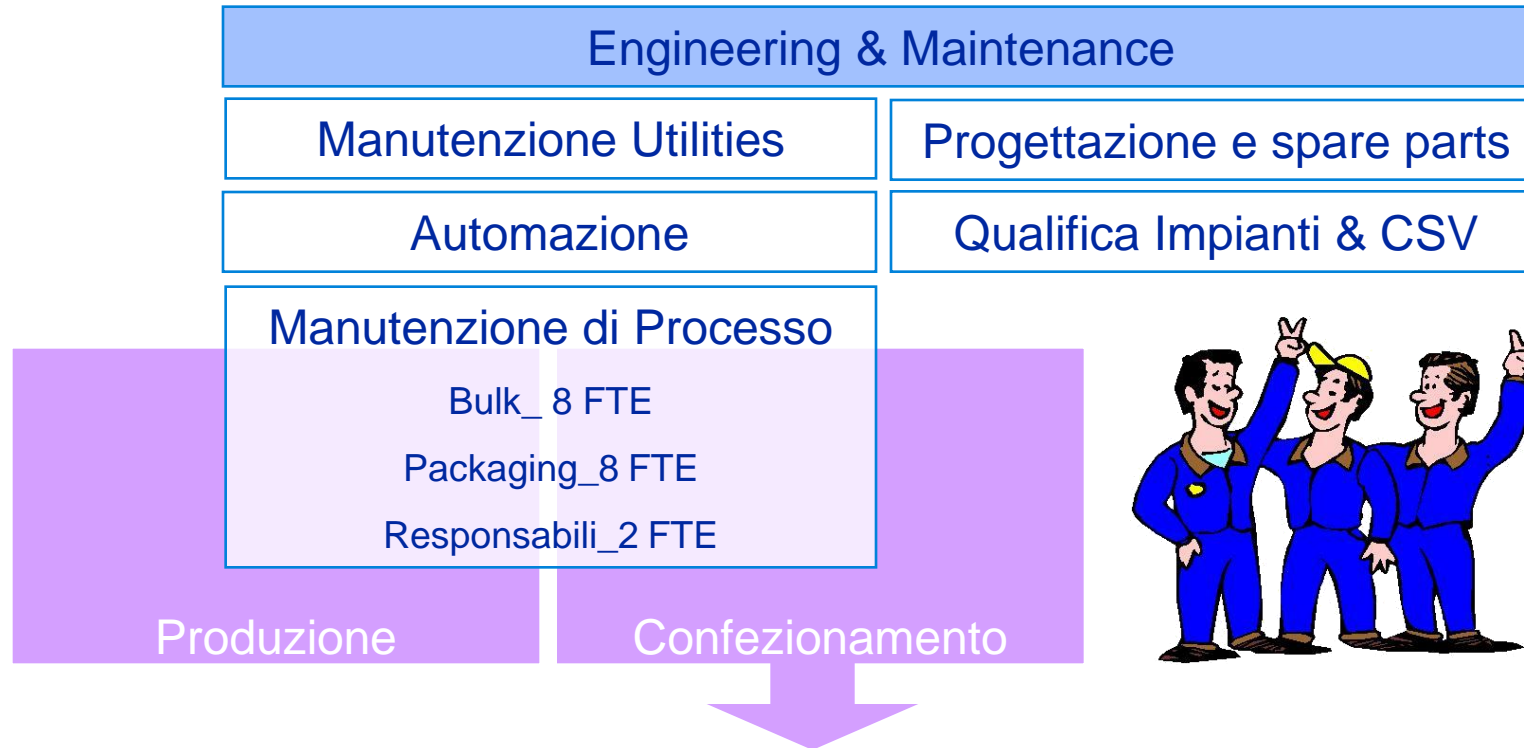 Engineering & Maintenance
Manutenzione Utilities
Progettazione e spare parts
Automazione
Qualifica Impianti & CSV
Manutenzione di Processo
Bulk_ 8 FTE
Packaging_8 FTE
Responsabili_2 FTE
Produzione
Confezionamento